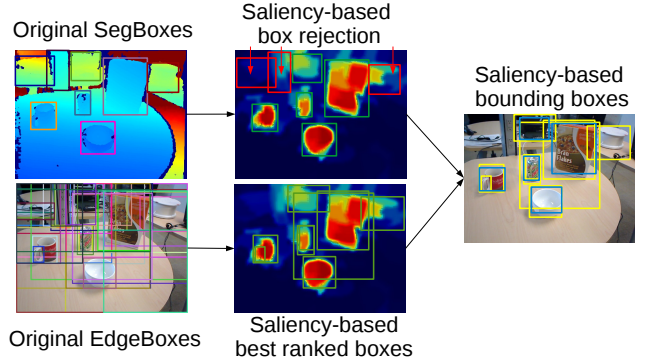 Original SegBoxes
Saliency-based
box rejection
Saliency-based
bounding boxes
Original EdgeBoxes
Saliency-based
best ranked boxes